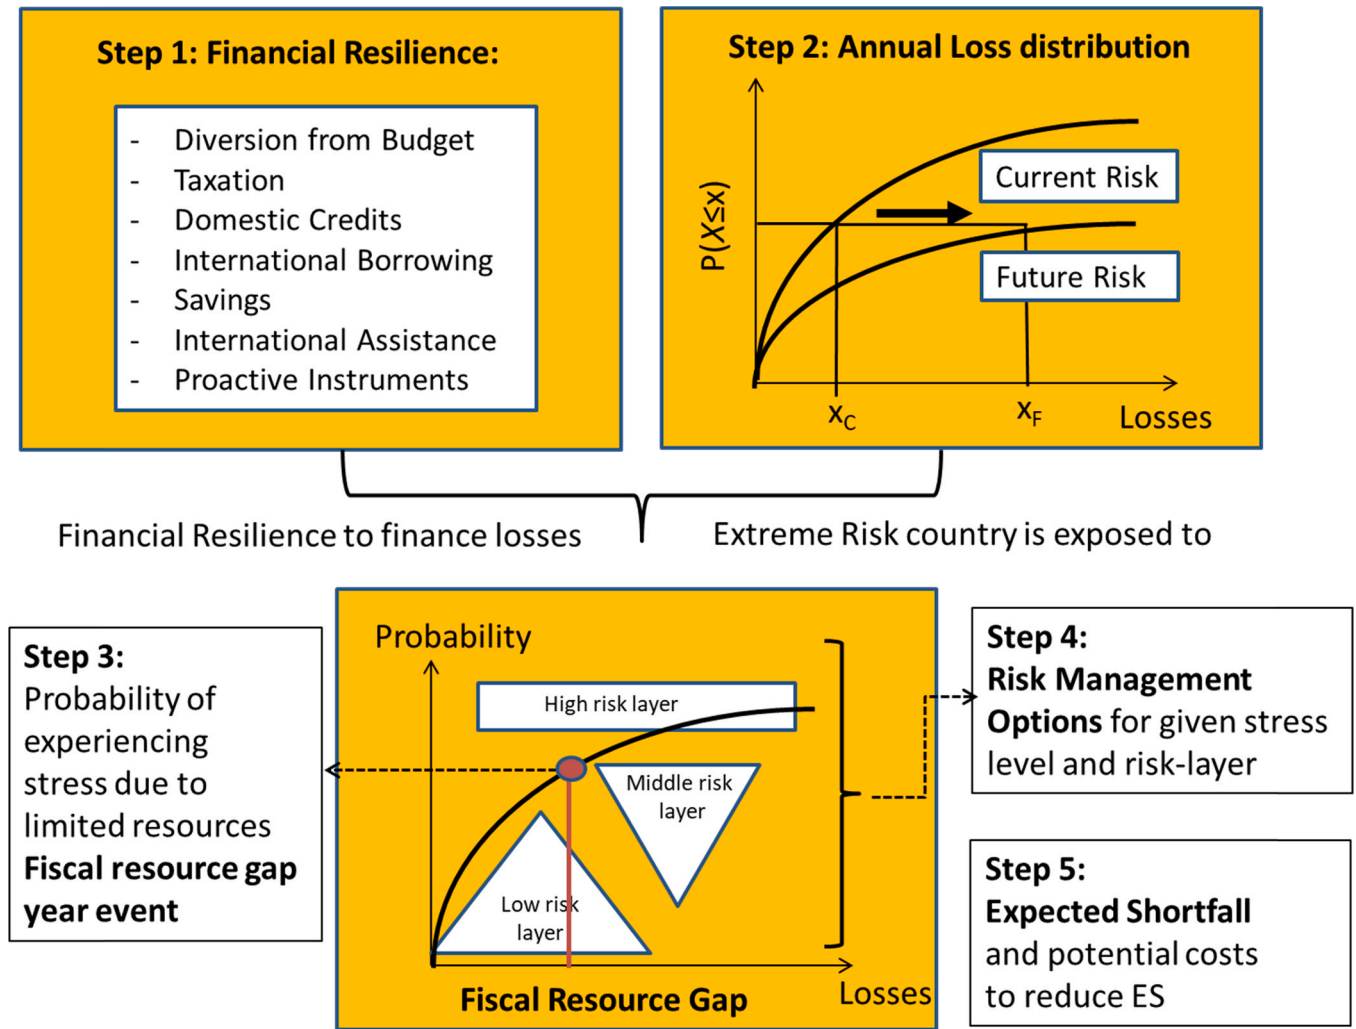 Step 1: Financial Resilience:
- Diversion from Budget
- Taxation
- Domestic Credits
- International Borrowing
- Savings
- International Assistance
- Proactive Instruments
Step 2: Annual Loss distribution
P(X≤x)
Current Risk
Future Risk
x_C
x_F
Losses
Financial Resilience to finance losses
Extreme Risk country is exposed to
Step 3:
Probability of
experiencing
stress due to
limited resources
Fiscal resource gap
year event
Probability
High risk layer
Middle risk
layer
Low risk
layer
Losses
Fiscal Resource Gap
Step 4:
Risk Management
Options for given stress
level and risk-layer
Step 5:
Expected Shortfall
and potential costs
to reduce ES